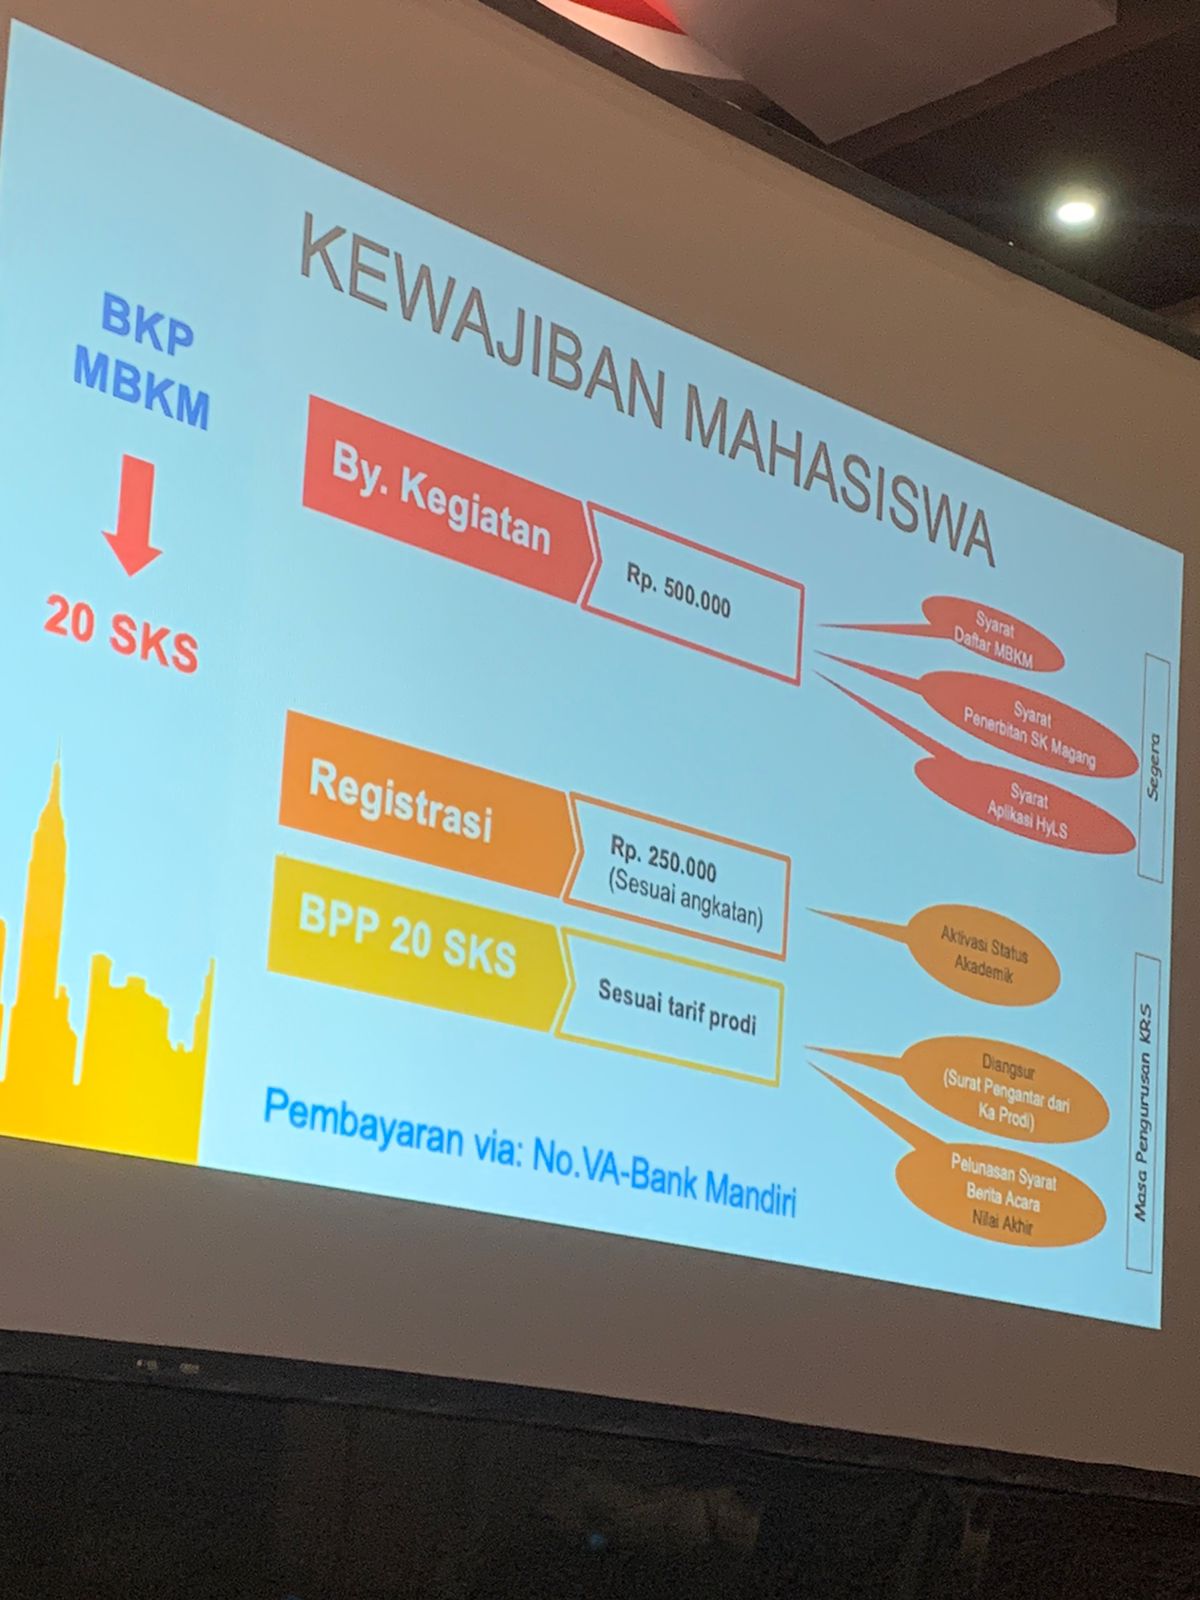 KEWAJIBAN MAHASISWA
BKP
MBKM
20 SKS
By. Kegiatan
Rp. 500.000
Syarat
Daftar MBKM
Syarat
Penerbitan SK Magang
Syarat
Aplikasi HyLS
Segera
Registrasi
Rp. 250.000
(Sesuai angkatan)
Aktivasi Status
Akademik
BPP 20 SKS
Sesuai tarif prodi
Diangsur
(Surat Pengantar dari
Ka Prodi)
Pelunasan Syarat
Berita Acara
Nilai Akhir
Masa Pengurusan KRS
Pembayaran via: No.VA-Bank Mandiri